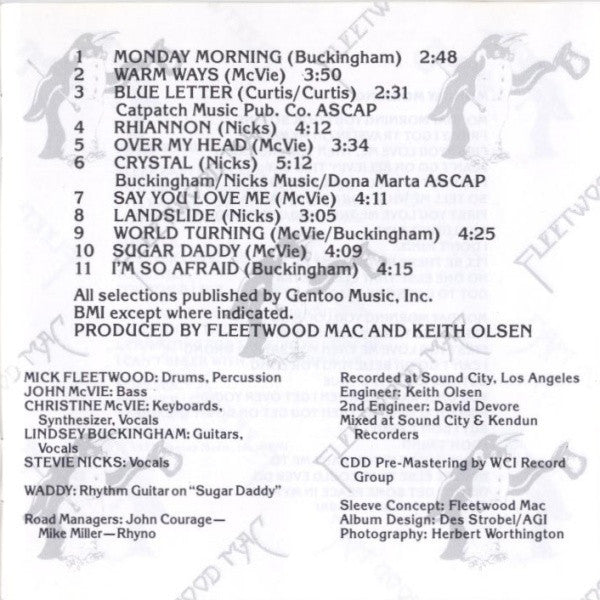 1 MONDAY MORNING (Buckingham) 2:48
2 WARM WAYS (McVie) 3:50
3 BLUE LETTER (Curtis/Curtis) 2:31
Catpatch Music Pub. Co. ASCAP
4 RHIANNON (Nicks) 4:12
5 OVER MY HEAD (McVie) 3:34
6 CRYSTAL (Nicks) 5:12
Buckingham/Nicks Music/Dona Marta ASCAP
7 SAY YOU LOVE ME (McVie) 4:11
8 LANDSLIDE (Nicks) 3:05
9 WORLD TURNING (McVie/Buckingham) 4:25
10 SUGAR DADDY (McVie) 4:09
11 I'M SO AFRAID (Buckingham) 4:15
All selections published by Gentoo Music, Inc.
BMI except where indicated.
PRODUCED BY FLEETWOOD MAC AND KEITH OLSEN
MICK FLEETWOOD: Drums, Percussion
JOHN McVIE: Bass
CHRISTINE McVIE: Keyboards,
Synthesizer, Vocals
LINDSEY BUCKINGHAM: Guitars,
Vocals
STEVIE NICKS: Vocals
WADDY: Rhythm Guitar on “Sugar Daddy”
Road Managers: John Courage—
Mike Miller—Rhyno
Recorded at Sound City, Los Angeles
Engineer: Keith Olsen
2nd Engineer: David Devore
Mixed at Sound City & Kendun
Recorders
CDD Pre-Mastering by WCI Record
Group
Sleeve Concept: Fleetwood Mac
Album Design: Des Strobel/AGI
Photography: Herbert Worthington
FLEETWOOD MAC
FLEETWOOD
FLEETWOOD MAC